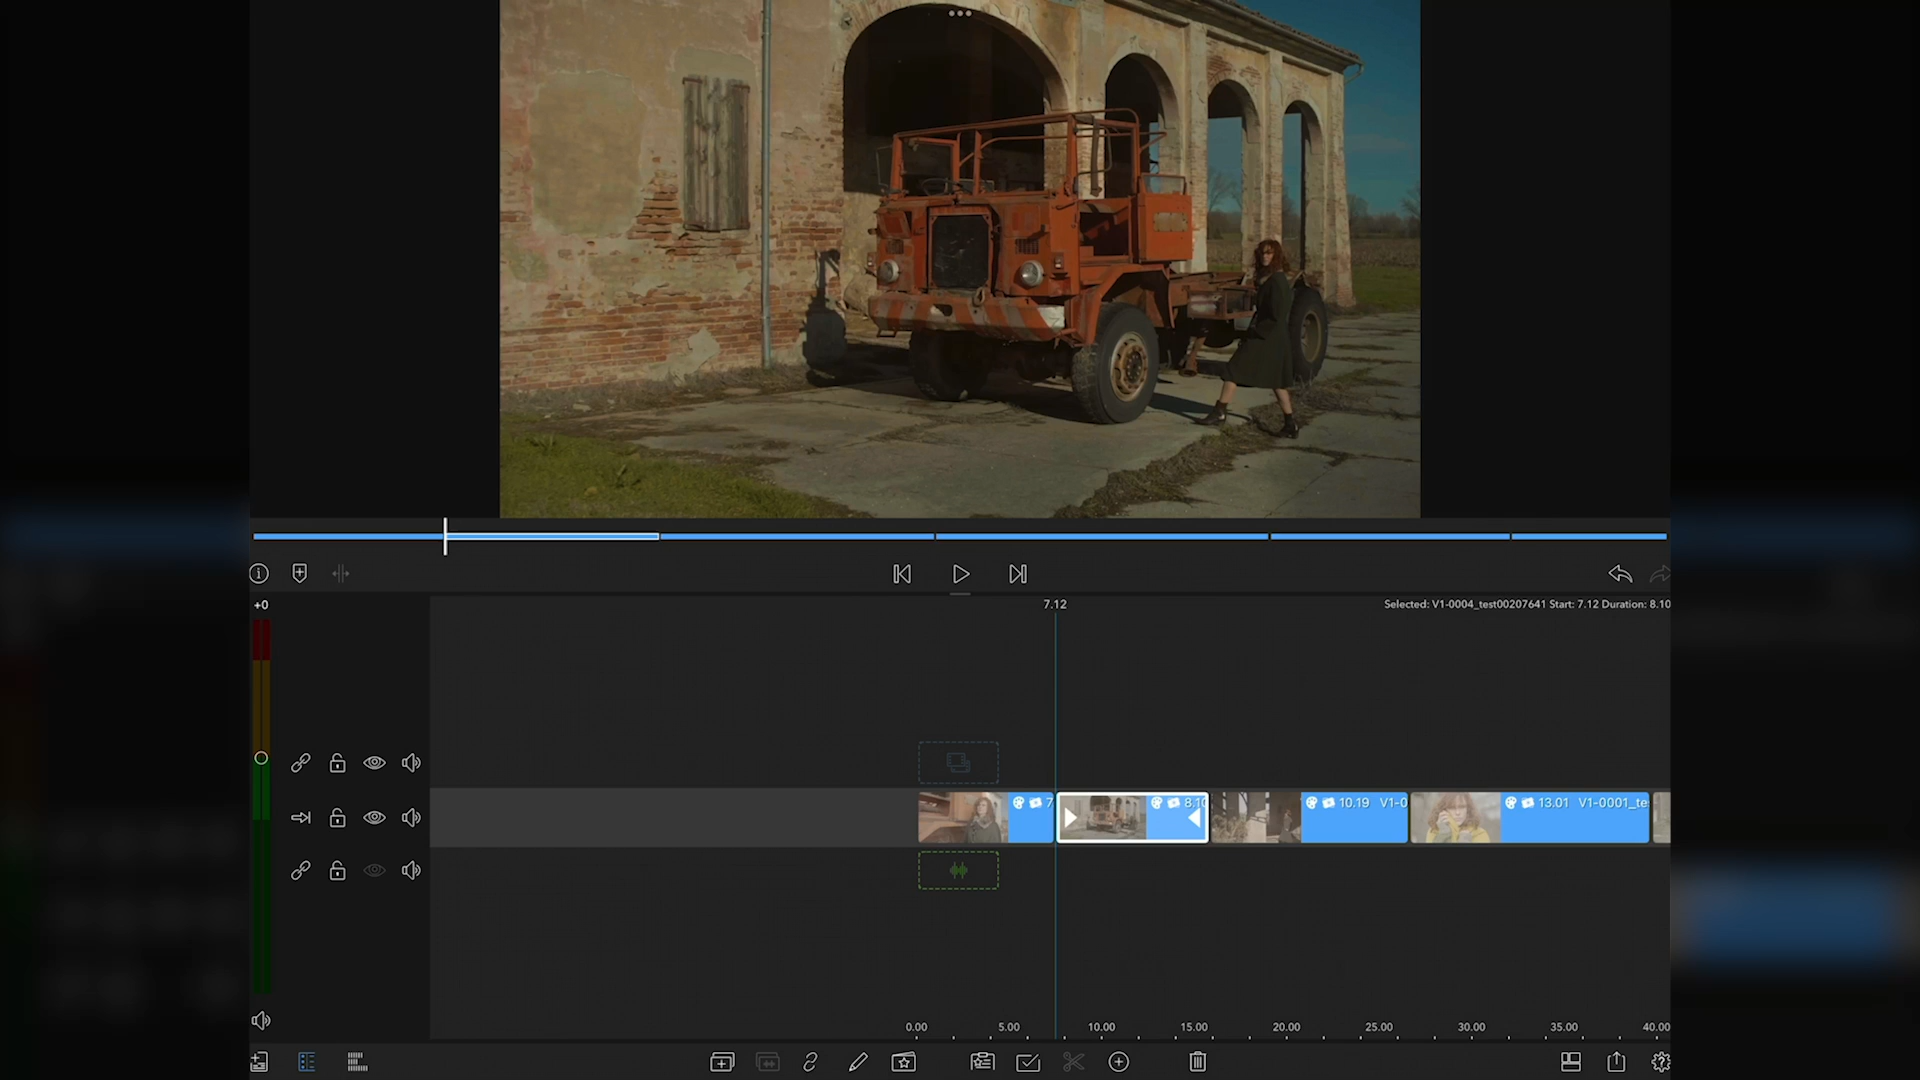 +0
7.12
Selected: V1-0004_test00207641 Start: 7.12 Duration: 8.10
7
8.10
10.19 V1-0
13.01 V1-0001_te
0.00 5.00 10.00 15.00 20.00 25.00 30.00 35.00 40.00